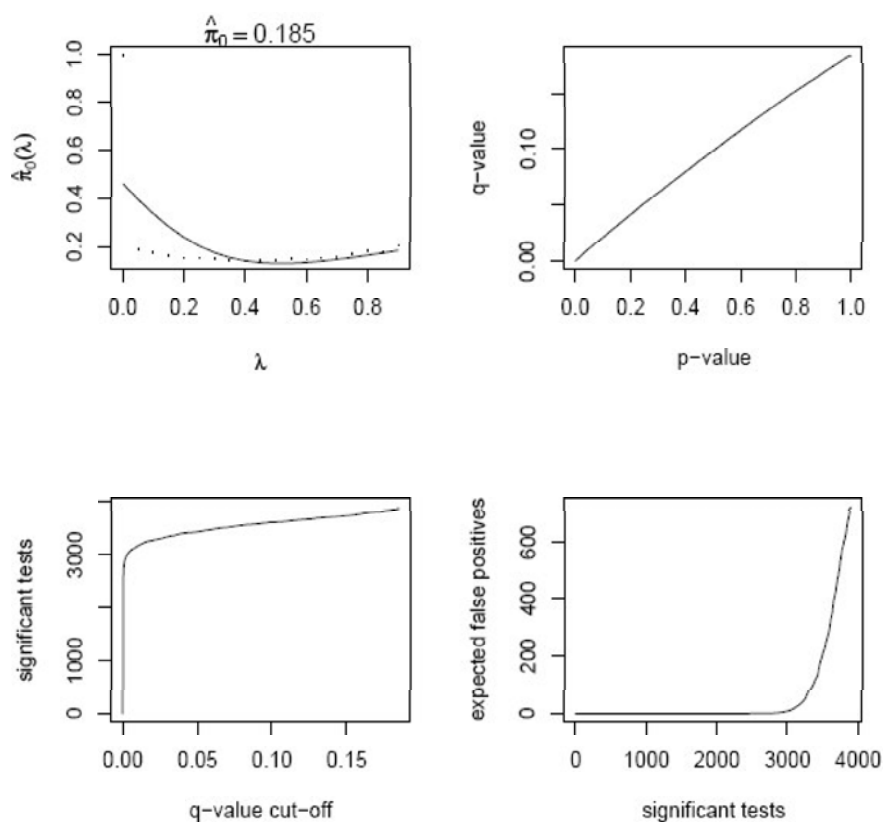 π̂₀ = 0.185
π̂₀(λ)
1.0
0.8
0.6
0.4
0.2
0.0 0.2 0.4 0.6 0.8
λ
q−value
0.10
0.00
0.0 0.2 0.4 0.6 0.8 1.0
p−value
significant tests
3000
1000
0
0.00 0.05 0.10 0.15
q−value cut−off
expected false positives
600
400
200
0
0 1000 2000 3000 4000
significant tests